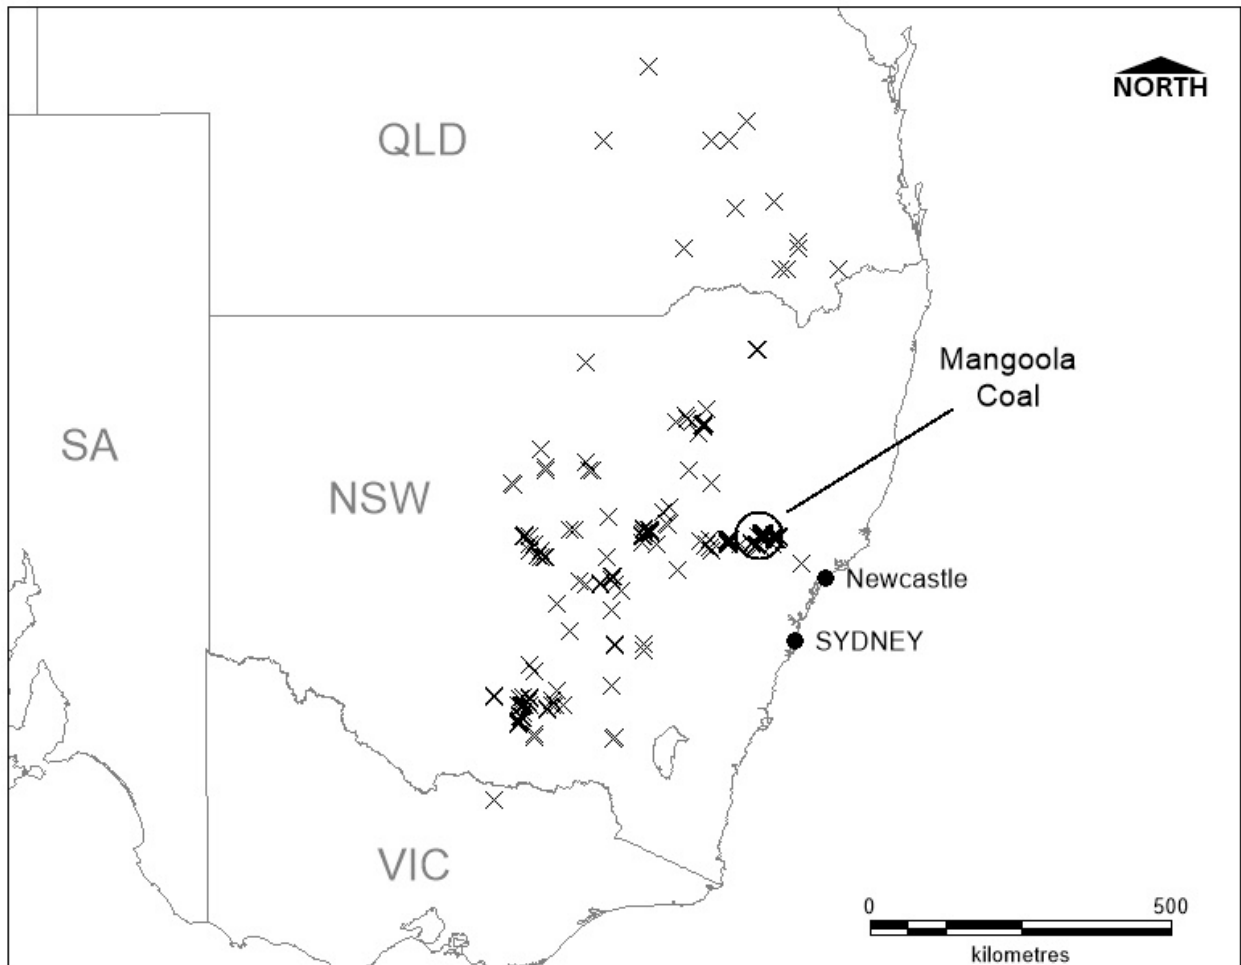 NORTH
QLD
Mangoola
Coal
SA
NSW
Newcastle
SYDNEY
VIC
0 500
kilometres